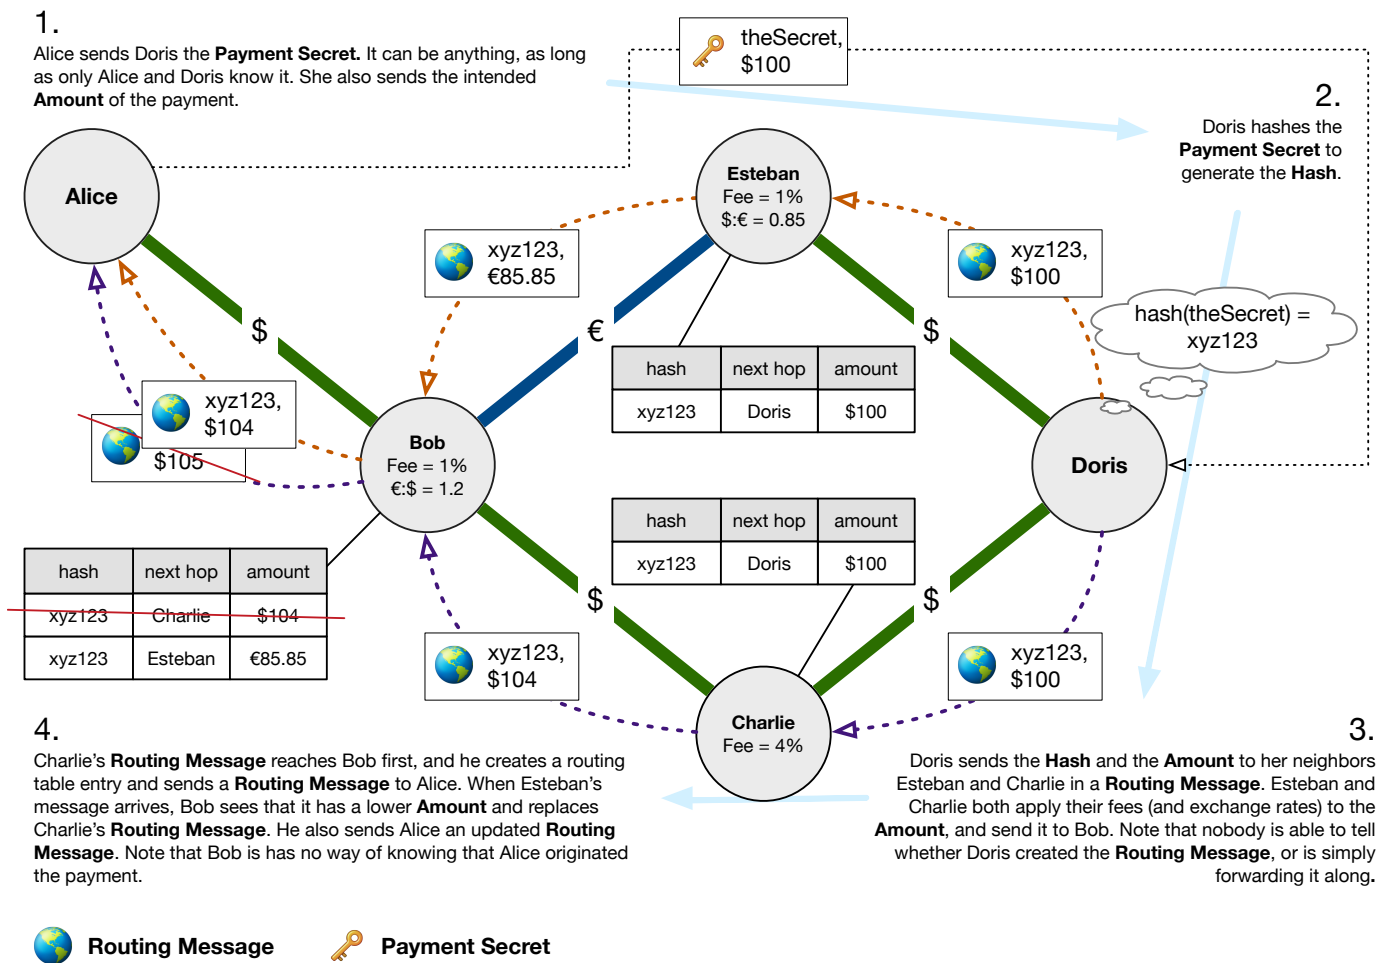 1.
Alice sends Doris the Payment Secret. It can be anything, as long
as only Alice and Doris know it. She also sends the intended
Amount of the payment.
theSecret,
$100
2.
Doris hashes the
Payment Secret to
generate the Hash.
Alice
Esteban
Fee = 1%
$:€ = 0.85
xyz123,
€85.85
xyz123,
$100
hash(theSecret) =
xyz123
$
€
$
hash next hop amount
xyz123 Doris $100
xyz123,
$104
$105
Bob
Fee = 1%
€:$ = 1.2
Doris
hash next hop amount
xyz123 Doris $100
hash next hop amount
xyz123 Charlie $104
xyz123 Esteban €85.85
$
$
xyz123,
$104
xyz123,
$100
Charlie
Fee = 4%
4.
Charlie's Routing Message reaches Bob first, and he creates a routing
table entry and sends a Routing Message to Alice. When Esteban's
message arrives, Bob sees that it has a lower Amount and replaces
Charlie's Routing Message. He also sends Alice an updated Routing
Message. Note that Bob is has no way of knowing that Alice originated
the payment.
3.
Doris sends the Hash and the Amount to her neighbors
Esteban and Charlie in a Routing Message. Esteban and
Charlie both apply their fees (and exchange rates) to the
Amount, and send it to Bob. Note that nobody is able to tell
whether Doris created the Routing Message, or is simply
forwarding it along.
Routing Message
Payment Secret